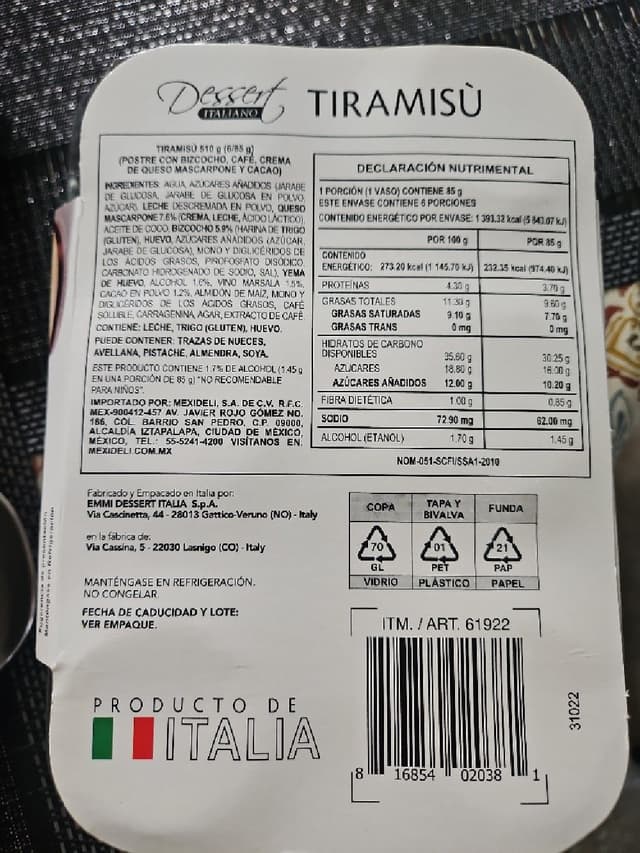 Dessert
ITALIANO
TIRAMISÙ
TIRAMISÚ 510 g (6/85 g)
(POSTRE CON BIZCOCHO, CAFÉ, CREMA
DE QUESO MASCARPONE Y CACAO)
INGREDIENTES: AGUA, AZUCARES AÑADIDOS (JARABE
DE GLUCOSA, JARABE DE GLUCOSA EN POLVO,
AZUCAR), LECHE DESCREMADA EN POLVO, QUESO
MASCARPONE 7.6% (CREMA, LECHE, ÁCIDO LÁCTICO),
ACEITE DE COCO, BIZCOCHO 5.9% (HARINA DE TRIGO
(GLUTEN), HUEVO, AZUCARES AÑADIDOS (AZÚCAR,
JARABE DE GLUCOSA), MONO Y DIGLICÉRIDOS DE
LOS ÁCIDOS GRASOS, PIROFOSFATO DISÓDICO,
CARBONATO HIDROGENADO DE SODIO, SAL), YEMA
DE HUEVO, ALCOHOL 1.6%, VINO MARSALA 1.5%,
CACAO EN POLVO 1.2%, ALMIDÓN DE MAÍZ, MONO Y
DIGLICÉRIDOS DE LOS ÁCIDOS GRASOS, CAFÉ
SOLUBLE, CARRAGENINA, AGAR, EXTRACTO DE CAFÉ.
CONTIENE: LECHE, TRIGO (GLUTEN), HUEVO.
PUEDE CONTENER: TRAZAS DE NUECES,
AVELLANA, PISTACHE, ALMENDRA, SOYA.
ESTE PRODUCTO CONTIENE 1.7% DE ALCOHOL (1.45 g
EN UNA PORCIÓN DE 85 g) "NO RECOMENDABLE
PARA NIÑOS".
IMPORTADO POR: MEXIDELI, S.A. DE C.V. R.F.C.
MEX-900412-457 AV. JAVIER ROJO GÓMEZ NO.
166, COL. BARRIO SAN PEDRO, C.P. 09000,
ALCALDÍA IZTAPALAPA, CIUDAD DE MÉXICO,
MÉXICO, TEL.: 55-5241-4200 VISÍTANOS EN.
MEXIDELI.COM.MX
DECLARACIÓN NUTRIMENTAL
1 PORCIÓN (1 VASO) CONTIENE 85 g
ESTE ENVASE CONTIENE 6 PORCIONES
CONTENIDO ENERGÉTICO POR ENVASE: 1 393.32 kcal (5 843.07 kJ)
POR 100 g POR 85 g
CONTENIDO
ENERGÉTICO: 273.20 kcal (1 145.70 kJ) 232.35 kcal (974.40 kJ)
PROTEÍNAS 4.30 g 3.70 g
GRASAS TOTALES 11.30 g 9.60 g
GRASAS SATURADAS 9.10 g 7.70 g
GRASAS TRANS 0 mg 0 mg
HIDRATOS DE CARBONO
DISPONIBLES 35.60 g 30.25 g
AZUCARES 18.80 g 16.00 g
AZÚCARES AÑADIDOS 12.00 g 10.20 g
FIBRA DIETÉTICA 1.00 g 0.85 g
SODIO 72.90 mg 62.00 mg
ALCOHOL (ETANOL) 1.70 g 1.45 g
NOM-051-SCFI/SSA1-2010
Fabricado y Empacado en Italia por:
EMMI DESSERT ITALIA S.p.A.
Via Cascinetta, 44 - 28013 Gattico-Veruno (NO) - Italy
en la fábrica de:
Via Cassina, 5 - 22030 Lasnigo (CO) - Italy
MANTÉNGASE EN REFRIGERACIÓN.
NO CONGELAR.
FECHA DE CADUCIDAD Y LOTE:
VER EMPAQUE.
COPA TAPA Y BIVALVA FUNDA
70 01 21
GL PET PAP
VIDRIO PLÁSTICO PAPEL
ITM. / ART. 61922
8 16854 02038 1
31022
PRODUCTO DE
ITALIA
Sugerencia de presentación
Manténgase en Refrigeración